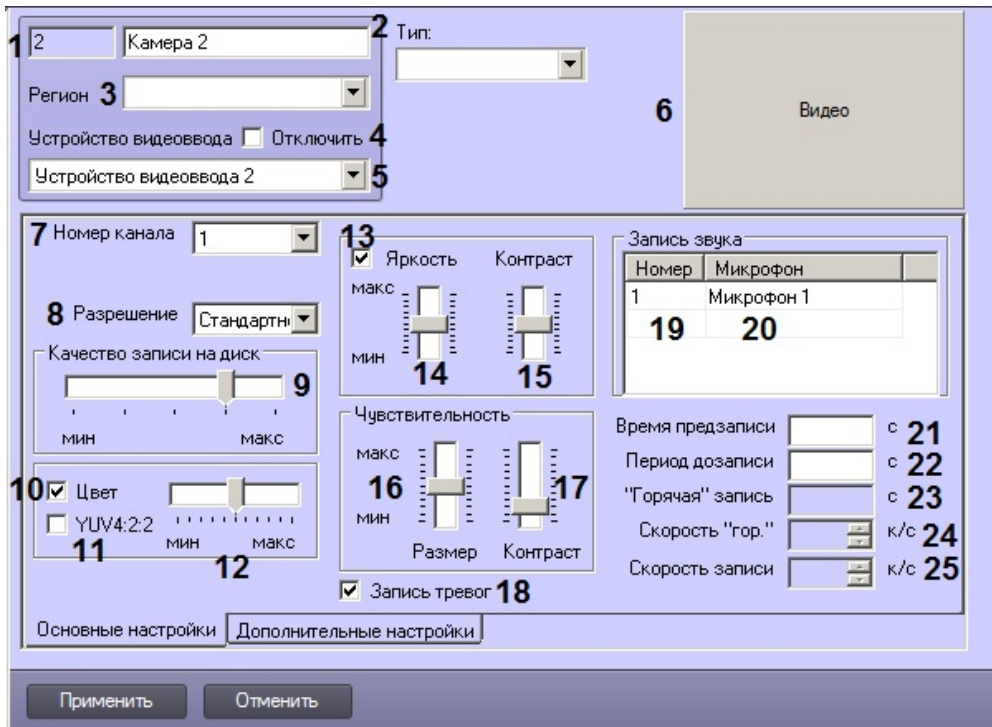 1 2 Камера 2 2 Тип:
Регион 3
6 Видео
Устройство видеоввода Отключить 4
Устройство видеоввода 2 5
7 Номер канала 1
8 Разрешение Стандартн
Качество записи на диск
9
мин макс
10 Цвет
11 YUV4:2:2
мин макс
12
13 Яркость Контраст
макс
мин
14 15
Чувствительность
макс
16 17
мин
Размер Контраст
Запись тревог 18
Запись звука
Номер Микрофон
1 Микрофон 1
19 20
Время предзаписи с 21
Период дозаписи с 22
"Горячая" запись с 23
Скорость "гор." к/с 24
Скорость записи к/с 25
Основные настройки Дополнительные настройки
Применить Отменить